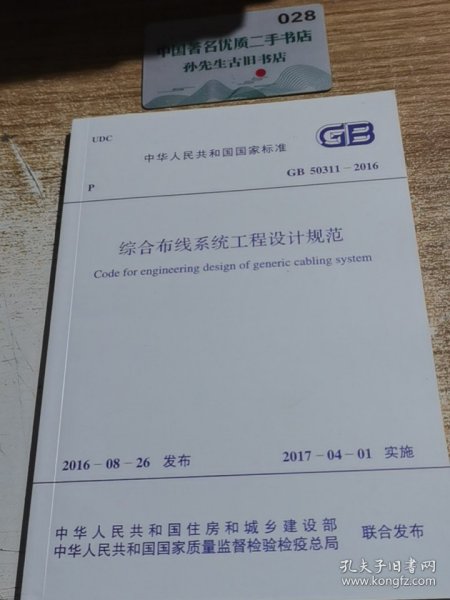 028
中国著名优质二手书店
孙先生古旧书店
UDC
中华人民共和国国家标准
GB
P
GB 50311－2016
综合布线系统工程设计规范
Code for engineering design of generic cabling system
2016－08－26 发布
2017－04－01 实施
中华人民共和国住房和城乡建设部
中华人民共和国国家质量监督检验检疫总局
联合发布
孔夫子旧书网
www.kongfz.com